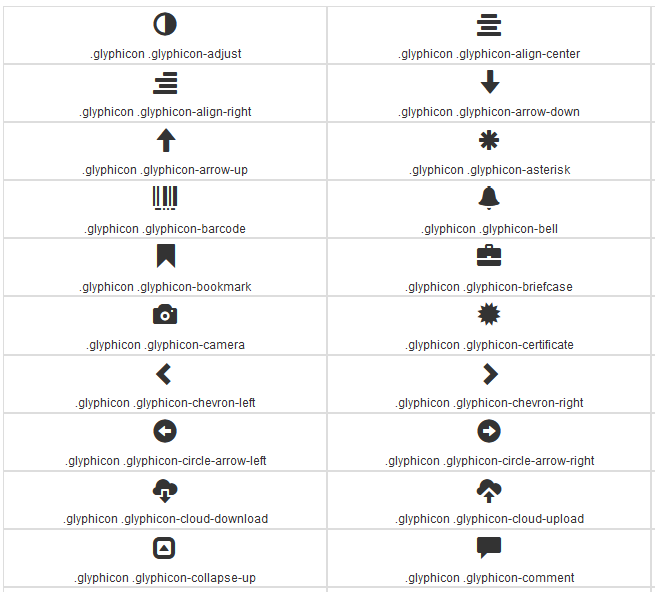 .glyphicon .glyphicon-adjust
.glyphicon .glyphicon-align-center
.glyphicon .glyphicon-align-right
.glyphicon .glyphicon-arrow-down
.glyphicon .glyphicon-arrow-up
.glyphicon .glyphicon-asterisk
.glyphicon .glyphicon-barcode
.glyphicon .glyphicon-bell
.glyphicon .glyphicon-bookmark
.glyphicon .glyphicon-briefcase
.glyphicon .glyphicon-camera
.glyphicon .glyphicon-certificate
.glyphicon .glyphicon-chevron-left
.glyphicon .glyphicon-chevron-right
.glyphicon .glyphicon-circle-arrow-left
.glyphicon .glyphicon-circle-arrow-right
.glyphicon .glyphicon-cloud-download
.glyphicon .glyphicon-cloud-upload
.glyphicon .glyphicon-collapse-up
.glyphicon .glyphicon-comment